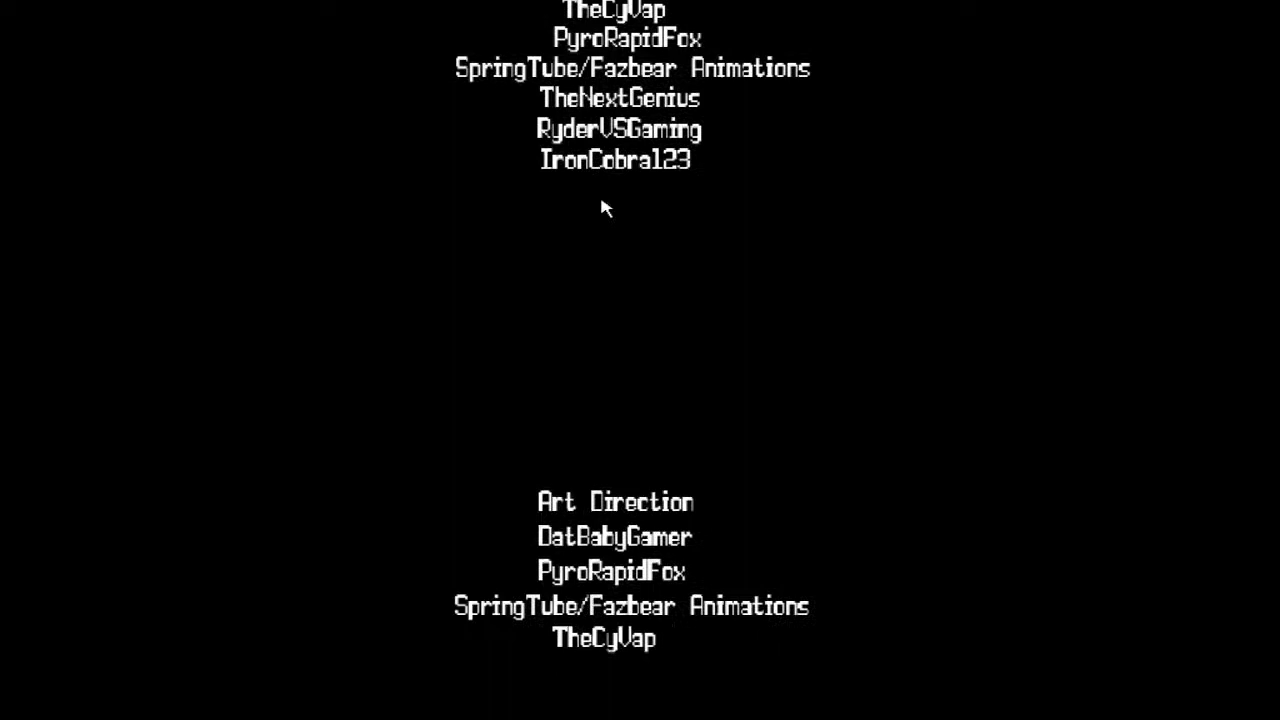 TheCyVap
PyroRapidFox
SpringTube/Fazbear Animations
TheNextGenius
RyderVSGaming
IronCobra123
Art Direction
DatBabyGamer
PyroRapidFox
SpringTube/Fazbear Animations
TheCyVap